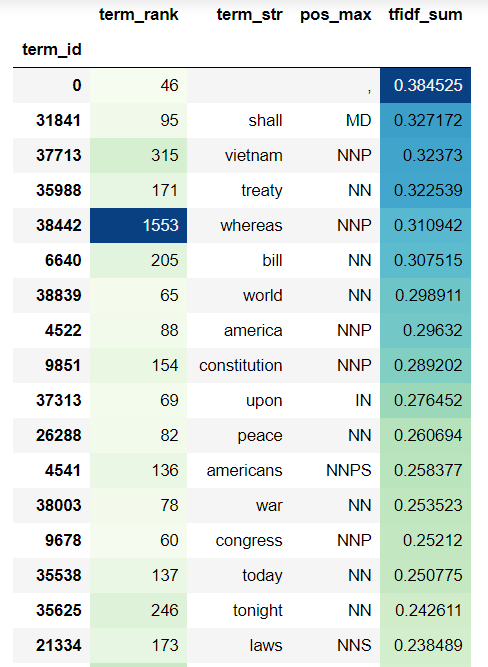 term_rank term_str pos_max tfidf_sum
term_id
0 46 , 0.384525
31841 95 shall MD 0.327172
37713 315 vietnam NNP 0.32373
35988 171 treaty NN 0.322539
38442 1553 whereas NNP 0.310942
6640 205 bill NN 0.307515
38839 65 world NN 0.298911
4522 88 america NNP 0.29632
9851 154 constitution NNP 0.289202
37313 69 upon IN 0.276452
26288 82 peace NN 0.260694
4541 136 americans NNPS 0.258377
38003 78 war NN 0.253523
9678 60 congress NNP 0.25212
35538 137 today NN 0.250775
35625 246 tonight NN 0.242611
21334 173 laws NNS 0.238489